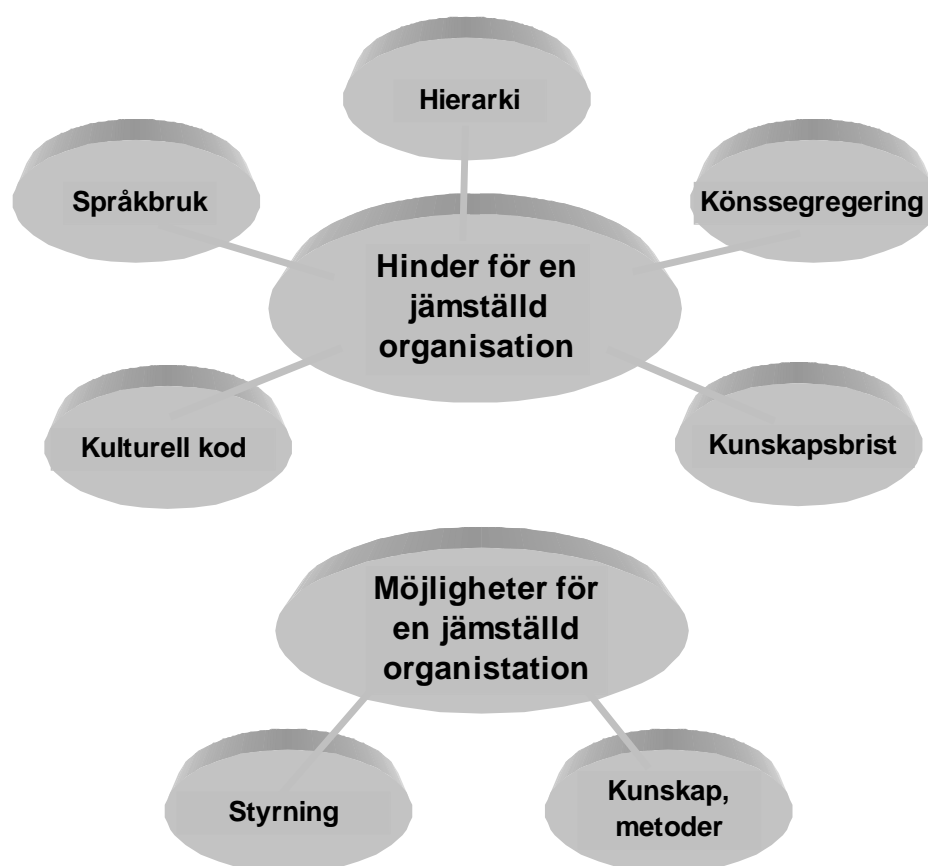 Hierarki
Språkbruk
Könssegregering
Hinder för en
jämställd
organisation
Kulturell kod
Kunskapsbrist
Möjligheter för
en jämställd
organistation
Styrning
Kunskap,
metoder